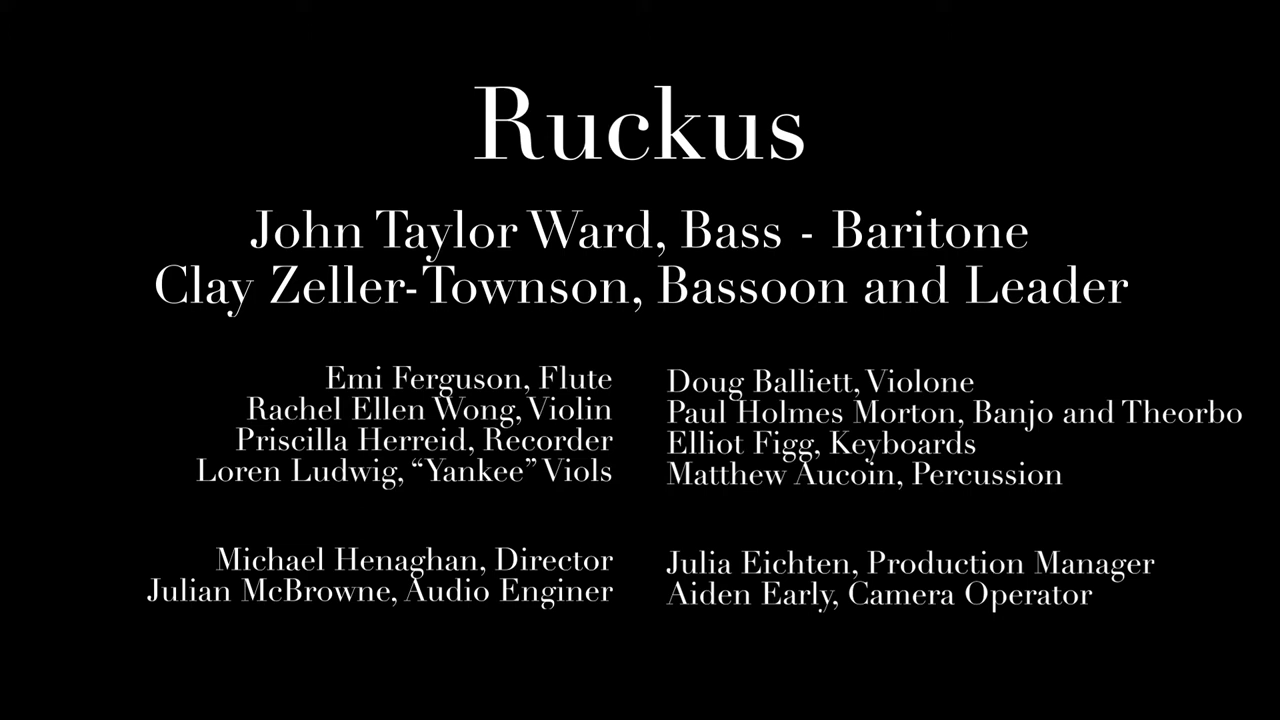 Ruckus
John Taylor Ward, Bass - Baritone
Clay Zeller-Townson, Bassoon and Leader
Emi Ferguson, Flute
Rachel Ellen Wong, Violin
Priscilla Herreid, Recorder
Loren Ludwig, “Yankee” Viols
Doug Balliett, Violone
Paul Holmes Morton, Banjo and Theorbo
Elliot Figg, Keyboards
Matthew Aucoin, Percussion
Michael Henaghan, Director
Julian McBrowne, Audio Enginer
Julia Eichten, Production Manager
Aiden Early, Camera Operator